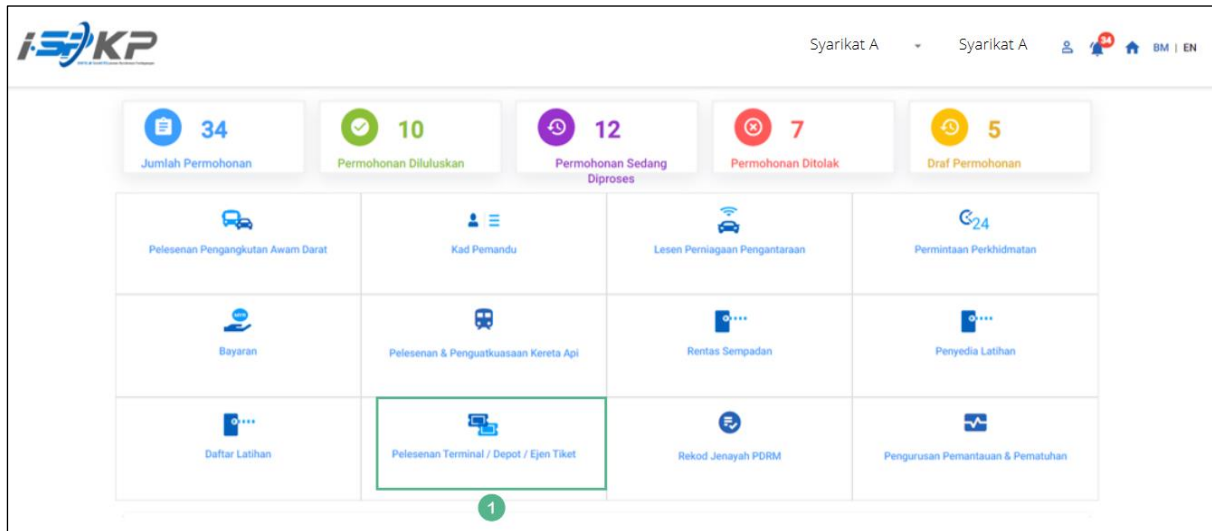 i-SPKP
Syarikat A
Syarikat A
34
BM | EN
34
Jumlah Permohonan
10
Permohonan Diluluskan
12
Permohonan Sedang
Diproses
7
Permohonan Ditolak
5
Draf Permohonan
Pelesenan Pengangkutan Awam Darat
Kad Pemandu
Lesen Perniagaan Pengantaraan
24
Permintaan Perkhidmatan
Bayaran
Pelesenan & Penguatkuasaan Kereta Api
Rentas Sempadan
Penyedia Latihan
Daftar Latihan
Pelesenan Terminal / Depot / Ejen Tiket
Rekod Jenayah PDRM
Pengurusan Pemantauan & Pematuhan
1